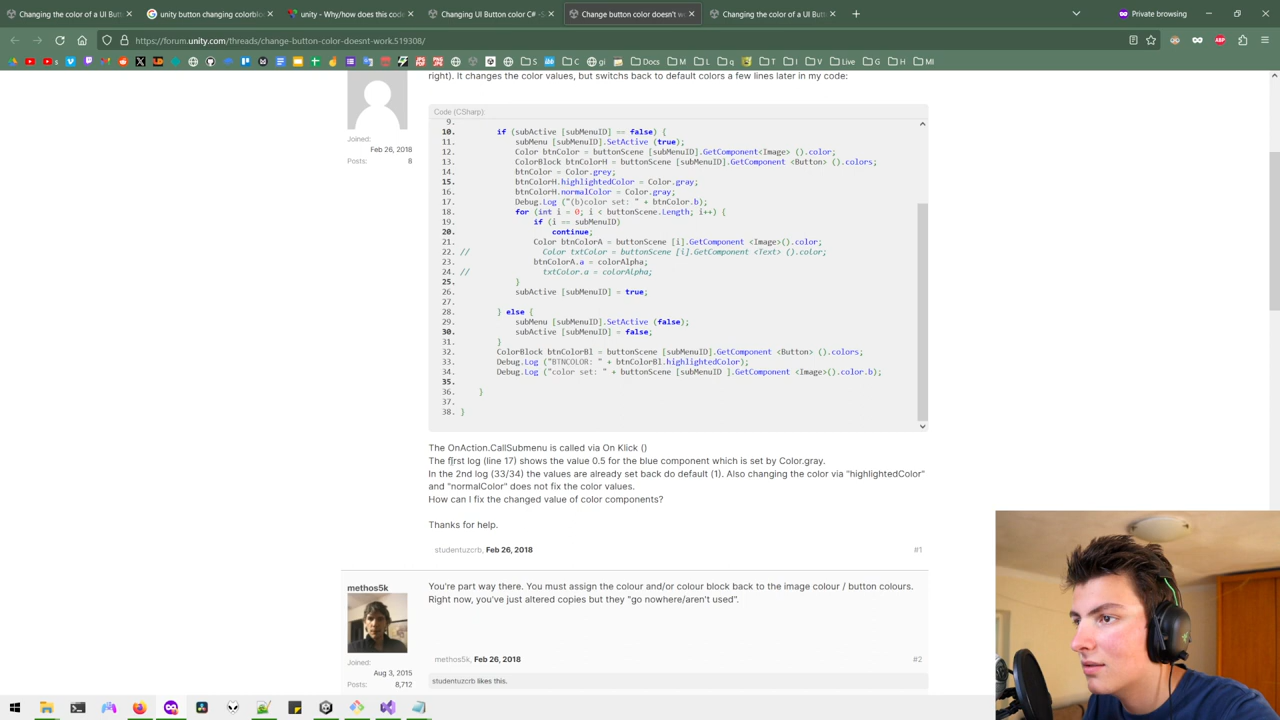 Changing the color of a UI Butt
unity button changing colorbloc
unity - Why/how does this code
Changing UI Button color C# - S
Change button color doesn't w
Changing the color of a UI Butt
Private browsing
https://forum.unity.com/threads/change-button-color-doesnt-work.519308/
S
C
gi
Docs
M
q
T
I
V
Live
G
H
MI
right). It changes the color values, but switchs back to default colors a few lines later in my code:
Joined:
Feb 26, 2018
Posts: 8
Code (CSharp)
9.
10. if (subActive [subMenuID] == false) {
11. subMenu [subMenuID].SetActive (true);
12. Color btnColor = buttonScene [subMenuID].GetComponent<Image> ().color;
13. ColorBlock btnColorH = buttonScene [subMenuID].GetComponent <Button> ().colors;
14. btnColor = Color.grey;
15. btnColorH.highlightedColor = Color.gray;
16. btnColorH.normalColor = Color.gray;
17. Debug.Log ("(b)color set: " + btnColor.b);
18. for (int i = 0; i < buttonScene.Length; i++) {
19. if (i == subMenuID)
20. continue;
21. Color btnColorA = buttonScene [i].GetComponent <Image>().color;
22. // Color txtColor = buttonScene [i].GetComponent <Text> ().color;
23. btnColorA.a = colorAlpha;
24. // txtColor.a = colorAlpha;
25. }
26. subActive [subMenuID] = true;
27.
28. } else {
29. subMenu [subMenuID].SetActive (false);
30. subActive [subMenuID] = false;
31. }
32. ColorBlock btnColorBl = buttonScene [subMenuID].GetComponent <Button> ().colors;
33. Debug.Log ("BTNCOLOR: " + btnColorBl.highlightedColor);
34. Debug.Log ("color set: " + buttonScene [subMenuID ].GetComponent <Image>().color.b);
35.
36. }
37.
38. }
The OnAction.CallSubmenu is called via On Klick ()
The first log (line 17) shows the value 0.5 for the blue component which is set by Color.gray.
In the 2nd log (33/34) the values are already set back do default (1). Also changing the color via "highlightedColor"
and "normalColor" does not fix the color values.
How can I fix the changed value of color components?
Thanks for help.
studentuzcrb, Feb 26, 2018 #1
methos5k
You're part way there. You must assign the colour and/or colour block back to the image colour / button colours.
Right now, you've just altered copies but they "go nowhere/aren't used".
Joined:
Aug 3, 2015
Posts: 8,712
methos5k, Feb 26, 2018 #2
studentuzcrb likes this.